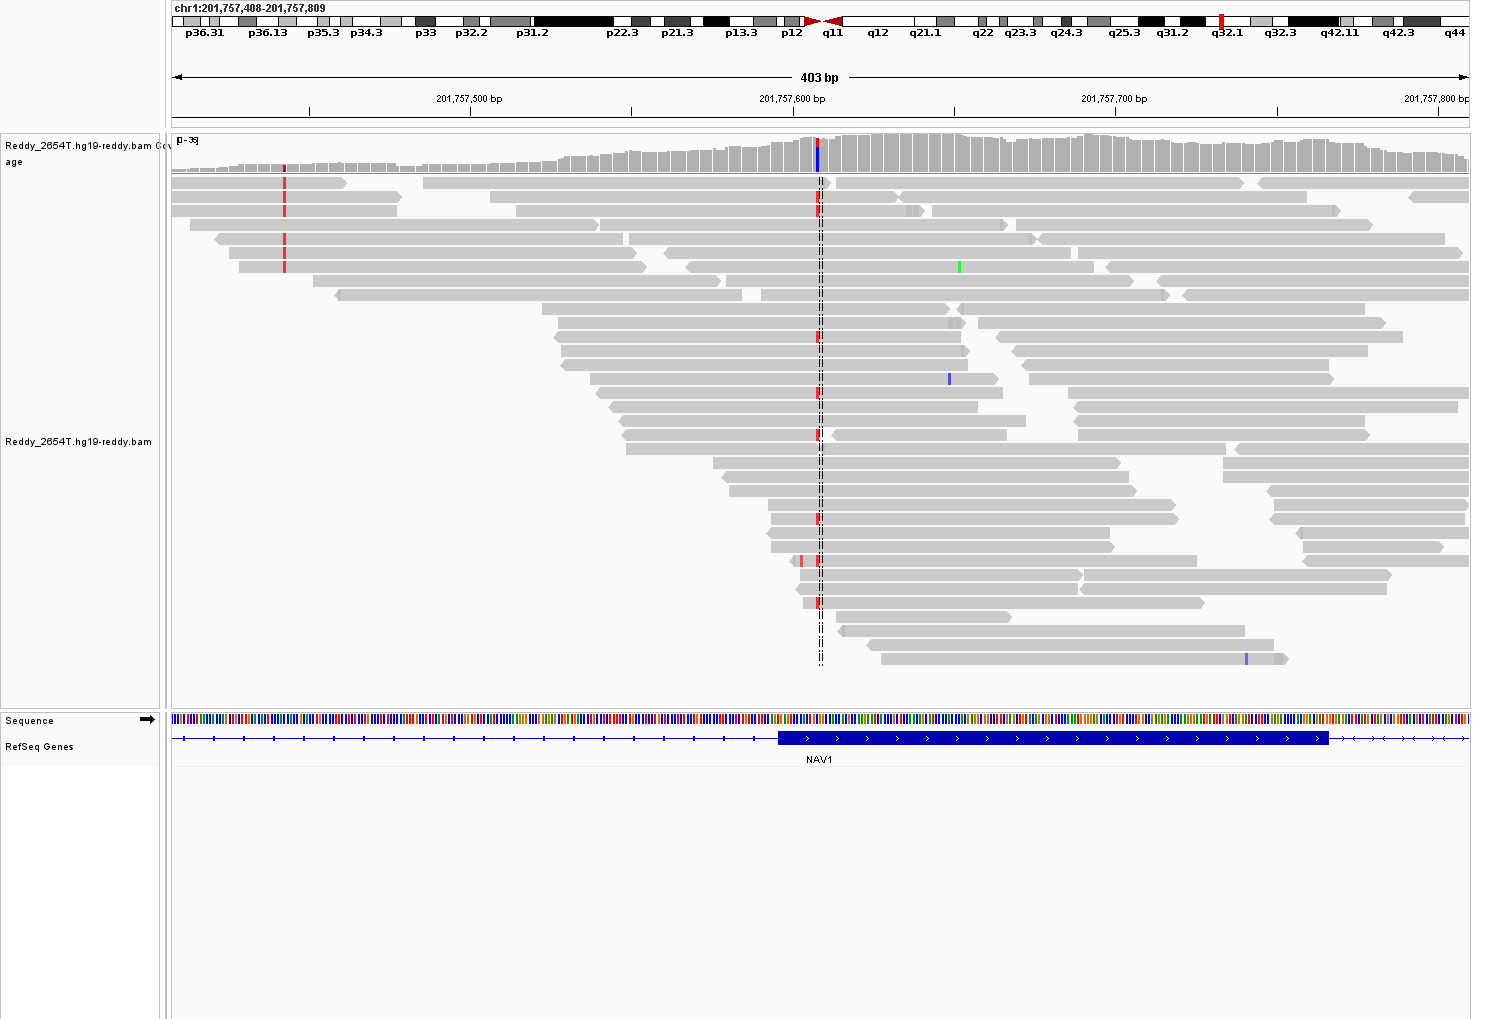 chr1:201,757,408-201,757,809
p36.31 p36.13 p35.3 p34.3 p33 p32.2 p31.2 p22.3 p21.3 p13.3 p12 q11 q12 q21.1 q22 q23.3 q24.3 q25.3 q31.2 q32.1 q32.3 q42.11 q42.3 q44
403 bp
201,757,500 bp 201,757,600 bp 201,757,700 bp 201,757,800 bp
Reddy_2654T.hg19-reddy.bam Cov
age
Reddy_2654T.hg19-reddy.bam
Sequence
RefSeq Genes
NAV1